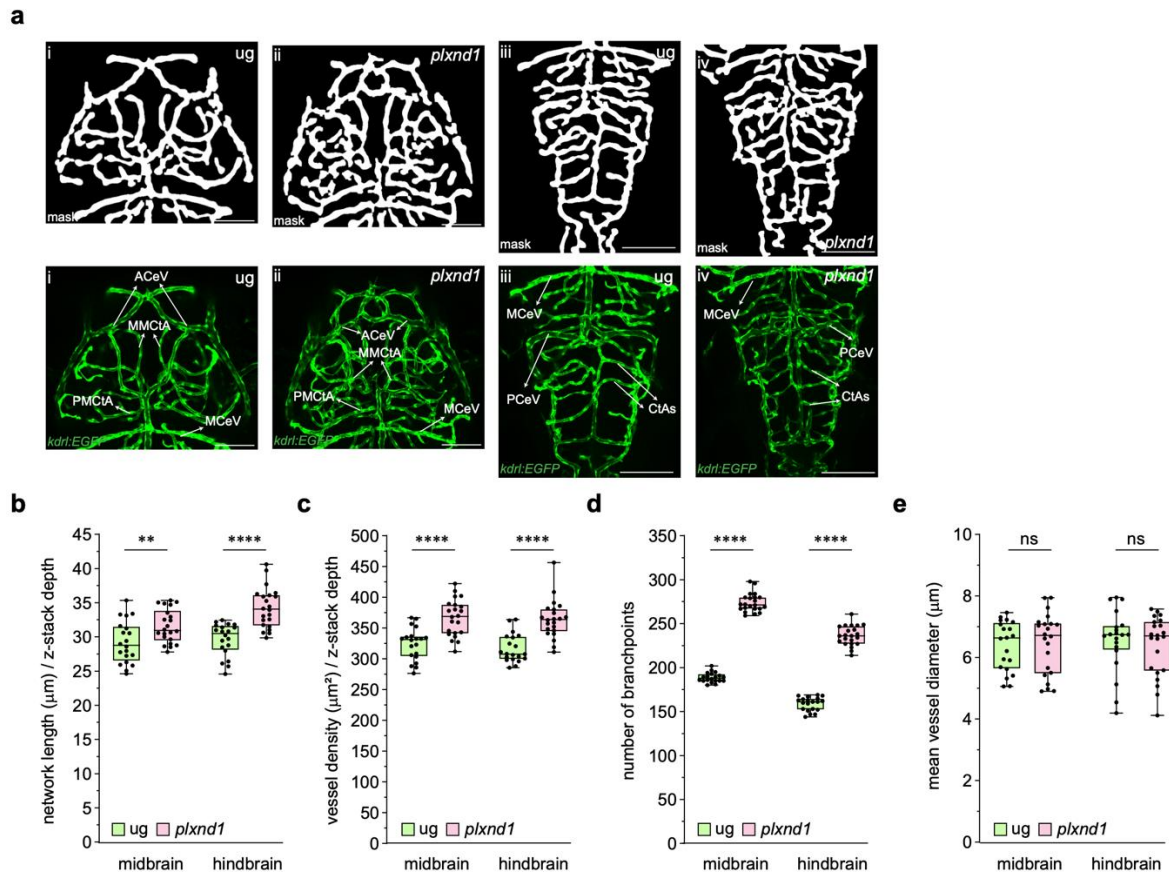 a
i
ug
mask
ii
plxnd1
mask
iii
ug
mask
iv
mask
plxnd1
i
ACeV
ug
MMCtA
PMCtA
MCeV
kdrl:EGFP
ii
plxnd1
ACeV
MMCtA
PMCtA
MCeV
kdrl:EGFP
iii
ug
MCeV
PCeV
CtAs
kdrl:EGFP
iv
plxnd1
MCeV
PCeV
CtAs
kdrl:EGFP
b
network length (μm) / z-stack depth
45
40
35
30
25
20
15
10
5
0
**
****
ug
plxnd1
midbrain
hindbrain
c
vessel density (μm²) / z-stack depth
500
450
400
350
300
250
200
150
100
50
0
****
****
ug
plxnd1
midbrain
hindbrain
d
number of branchpoints
350
300
250
200
150
100
50
0
****
****
ug
plxnd1
midbrain
hindbrain
e
mean vessel diameter (μm)
10
8
6
4
2
0
ns
ns
ug
plxnd1
midbrain
hindbrain